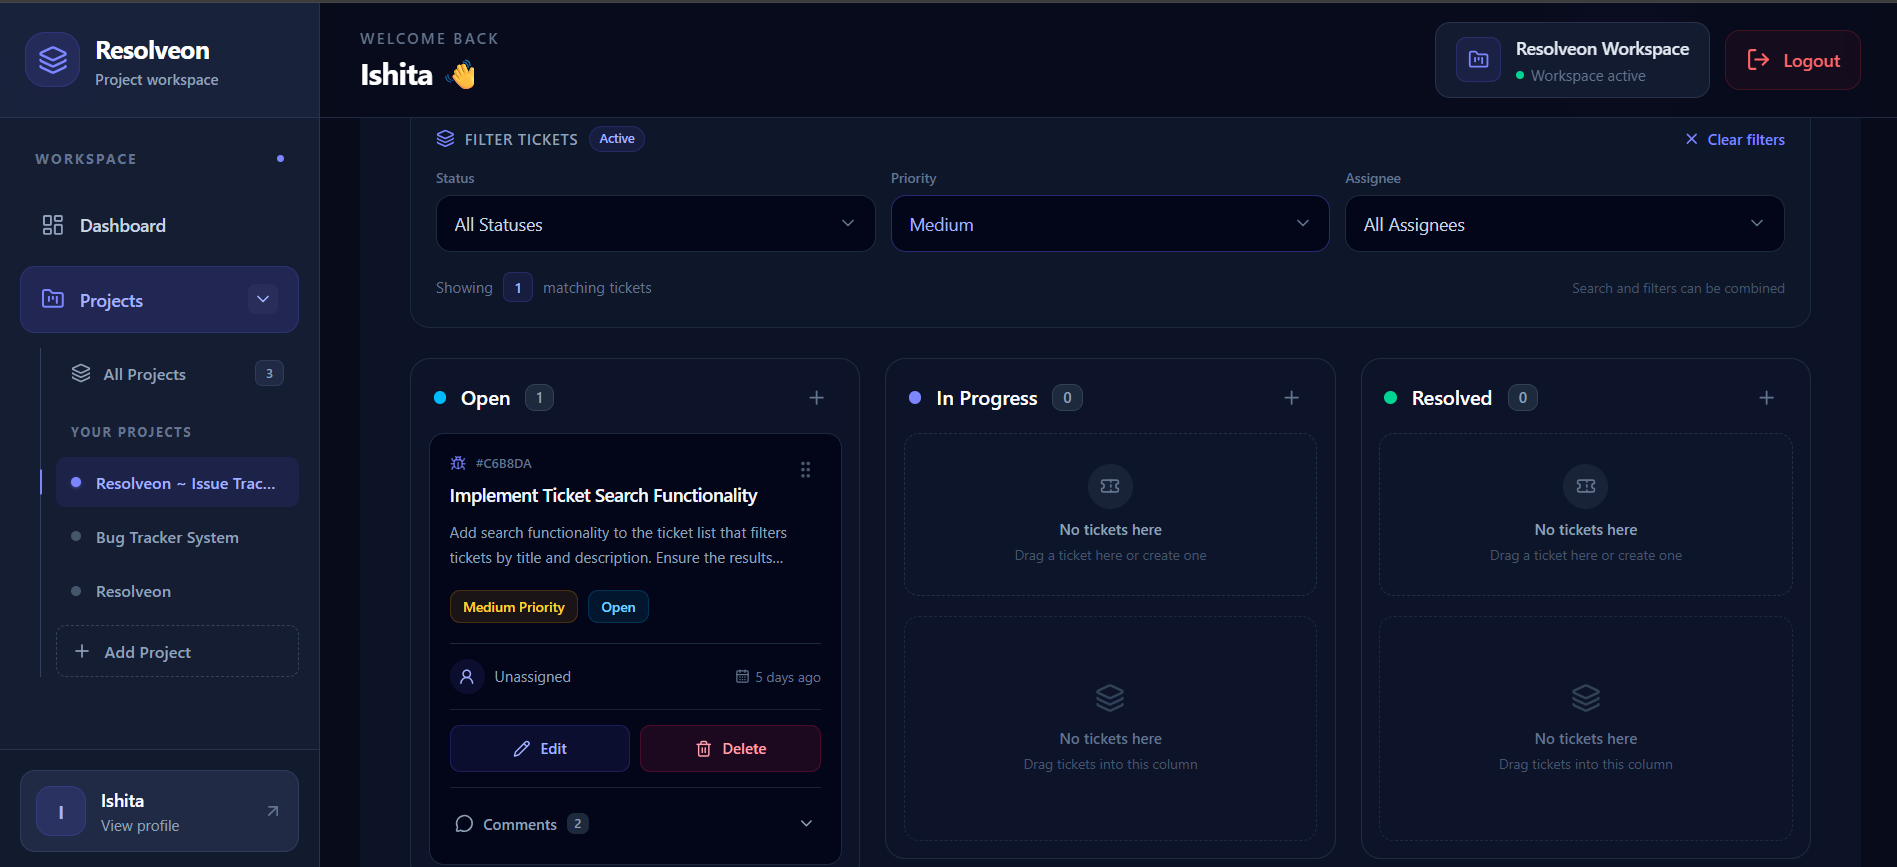 Resolveon
Project workspace
WORKSPACE
Dashboard
Projects
All Projects 3
YOUR PROJECTS
Resolveon ~ Issue Trac...
Bug Tracker System
Resolveon
Add Project
I
Ishita
View profile
WELCOME BACK
Ishita 👋
Resolveon Workspace
Workspace active
Logout
FILTER TICKETS Active
Clear filters
Status
All Statuses
Priority
Medium
Assignee
All Assignees
Showing 1 matching tickets
Search and filters can be combined
Open 1
#C6B8DA
Implement Ticket Search Functionality
Add search functionality to the ticket list that filters
tickets by title and description. Ensure the results...
Medium Priority Open
Unassigned 5 days ago
Edit Delete
Comments 2
In Progress 0
No tickets here
Drag a ticket here or create one
No tickets here
Drag tickets into this column
Resolved 0
No tickets here
Drag a ticket here or create one
No tickets here
Drag tickets into this column